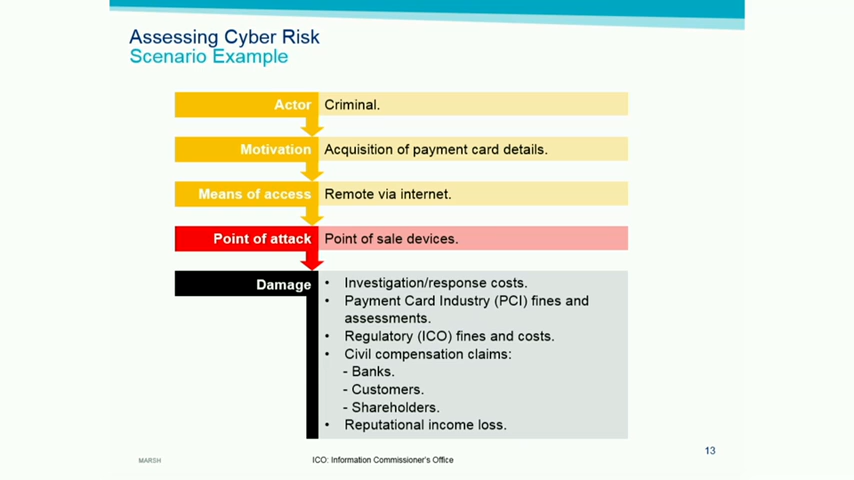 Assessing Cyber Risk
Scenario Example
Actor Criminal.
Motivation Acquisition of payment card details.
Means of access Remote via internet.
Point of attack Point of sale devices.
Damage • Investigation/response costs.
• Payment Card Industry (PCI) fines and
assessments.
• Regulatory (ICO) fines and costs.
• Civil compensation claims:
- Banks.
- Customers.
- Shareholders.
• Reputational income loss.
MARSH
ICO: Information Commissioner's Office
13